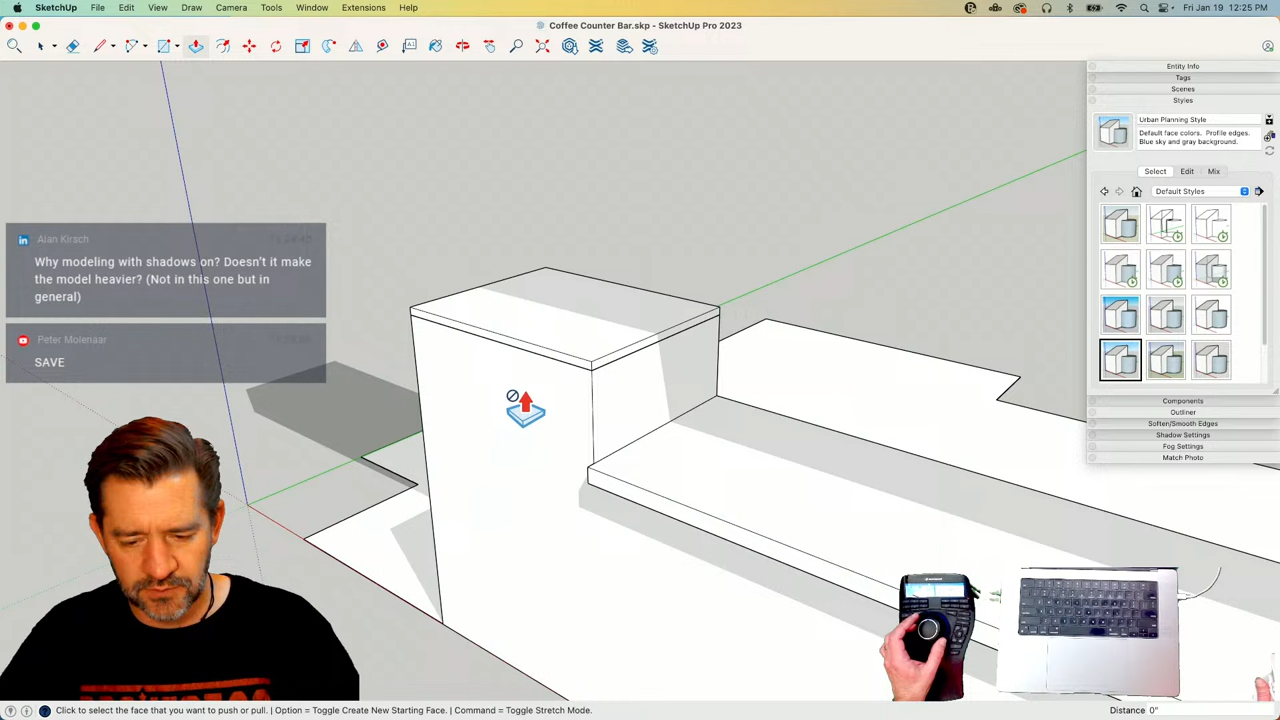 SketchUp File Edit View Draw Camera Tools Window Extensions Help
Fri Jan 19 12:25 PM
Coffee Counter Bar.skp - SketchUp Pro 2023
Entity Info
Tags
Scenes
Styles
Urban Planning Style
Default face colors. Profile edges.
Blue sky and gray background.
Select Edit Mix
Default Styles
Components
Outliner
Soften/Smooth Edges
Shadow Settings
Fog Settings
Match Photo
Alan Kirsch
Why modeling with shadows on? Doesn't it make
the model heavier? (Not in this one but in
general)
Peter Molenaar
SAVE
Click to select the face that you want to push or pull. | Option = Toggle Create New Starting Face. | Command = Toggle Stretch Mode.
Distance 0"